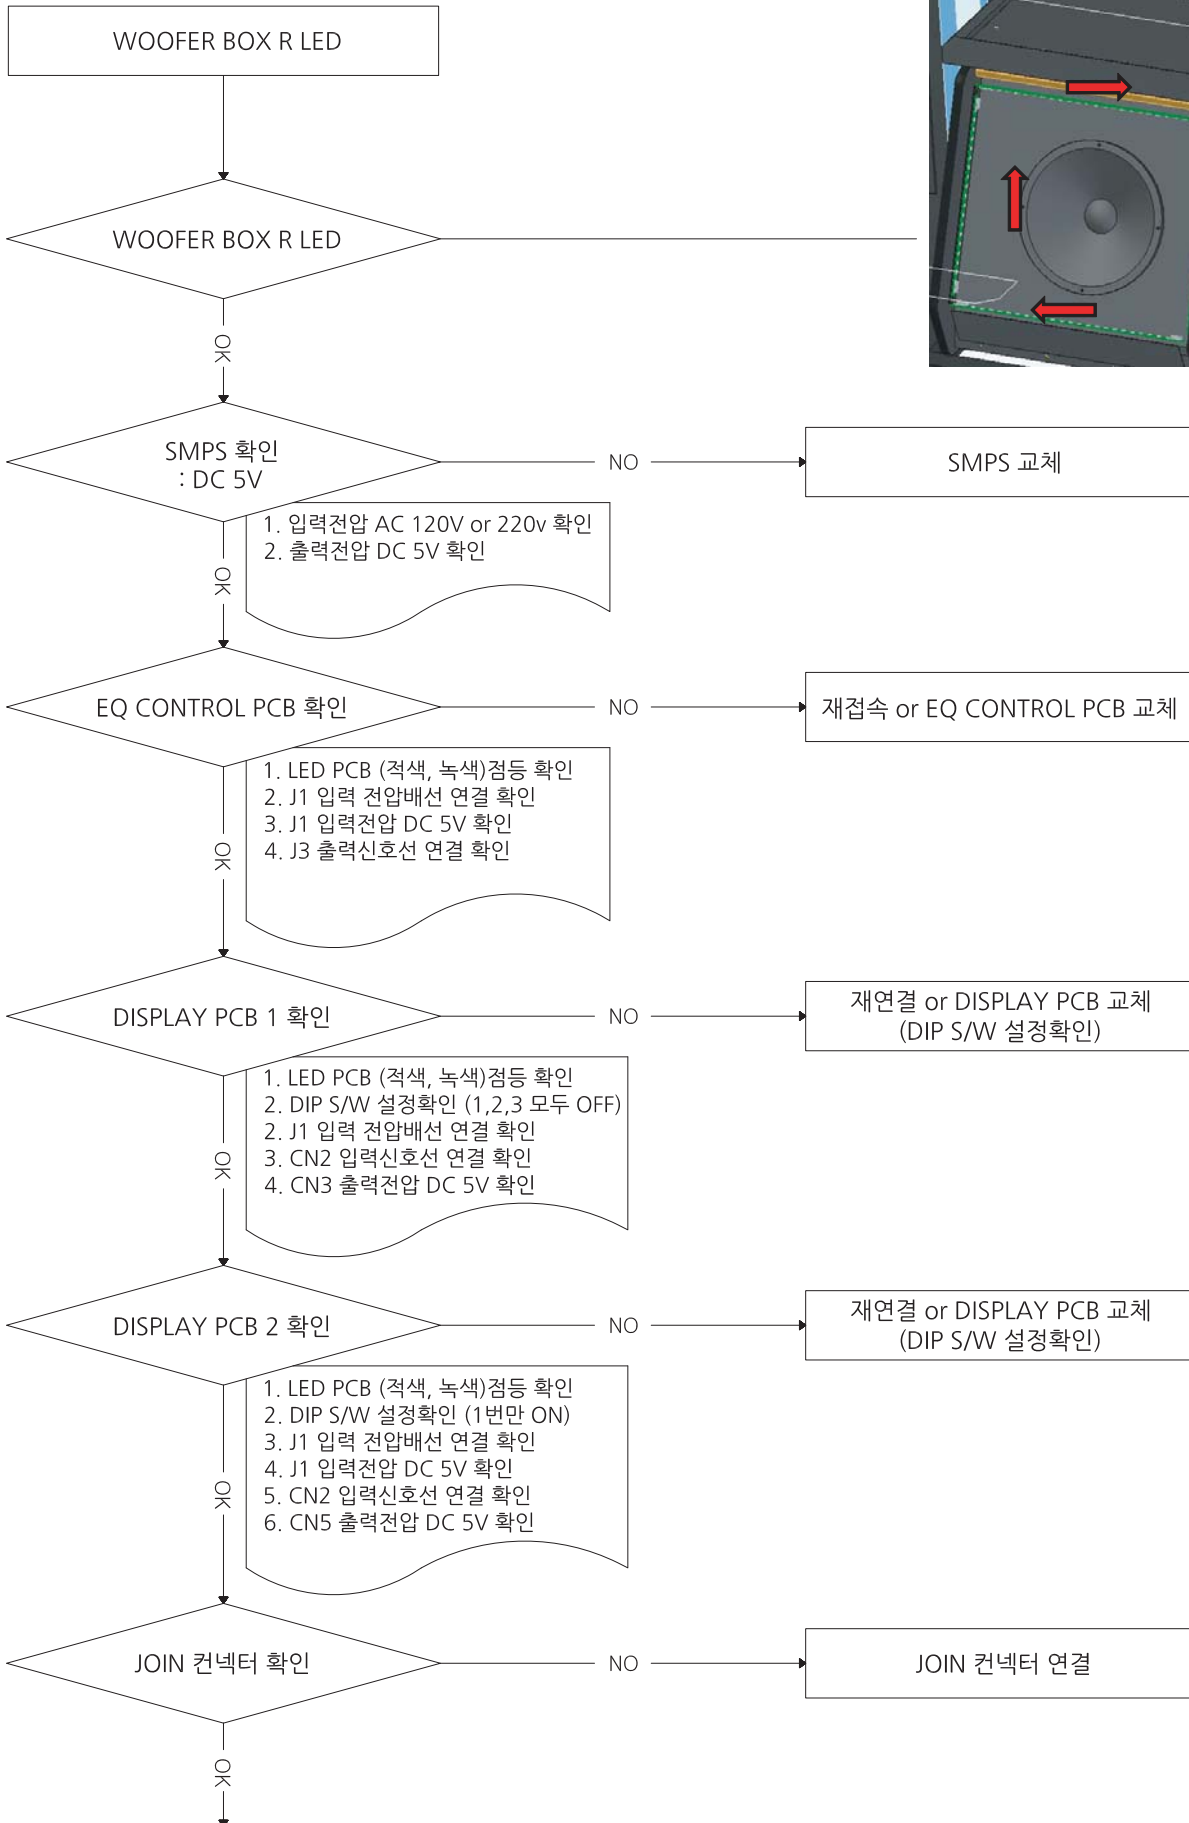 WOOFER BOX R LED
WOOFER BOX R LED
OK
SMPS 확인
: DC 5V
NO
SMPS 교체
1. 입력전압 AC 120V or 220v 확인
2. 출력전압 DC 5V 확인
OK
EQ CONTROL PCB 확인
NO
재접속 or EQ CONTROL PCB 교체
1. LED PCB (적색, 녹색)점등 확인
2. J1 입력 전압배선 연결 확인
3. J1 입력전압 DC 5V 확인
4. J3 출력신호선 연결 확인
OK
DISPLAY PCB 1 확인
NO
재연결 or DISPLAY PCB 교체
(DIP S/W 설정확인)
1. LED PCB (적색, 녹색)점등 확인
2. DIP S/W 설정확인 (1,2,3 모두 OFF)
2. J1 입력 전압배선 연결 확인
3. CN2 입력신호선 연결 확인
4. CN3 출력전압 DC 5V 확인
OK
DISPLAY PCB 2 확인
NO
재연결 or DISPLAY PCB 교체
(DIP S/W 설정확인)
1. LED PCB (적색, 녹색)점등 확인
2. DIP S/W 설정확인 (1번만 ON)
3. J1 입력 전압배선 연결 확인
4. J1 입력전압 DC 5V 확인
5. CN2 입력신호선 연결 확인
6. CN5 출력전압 DC 5V 확인
OK
JOIN 컨넥터 확인
NO
JOIN 컨넥터 연결
OK